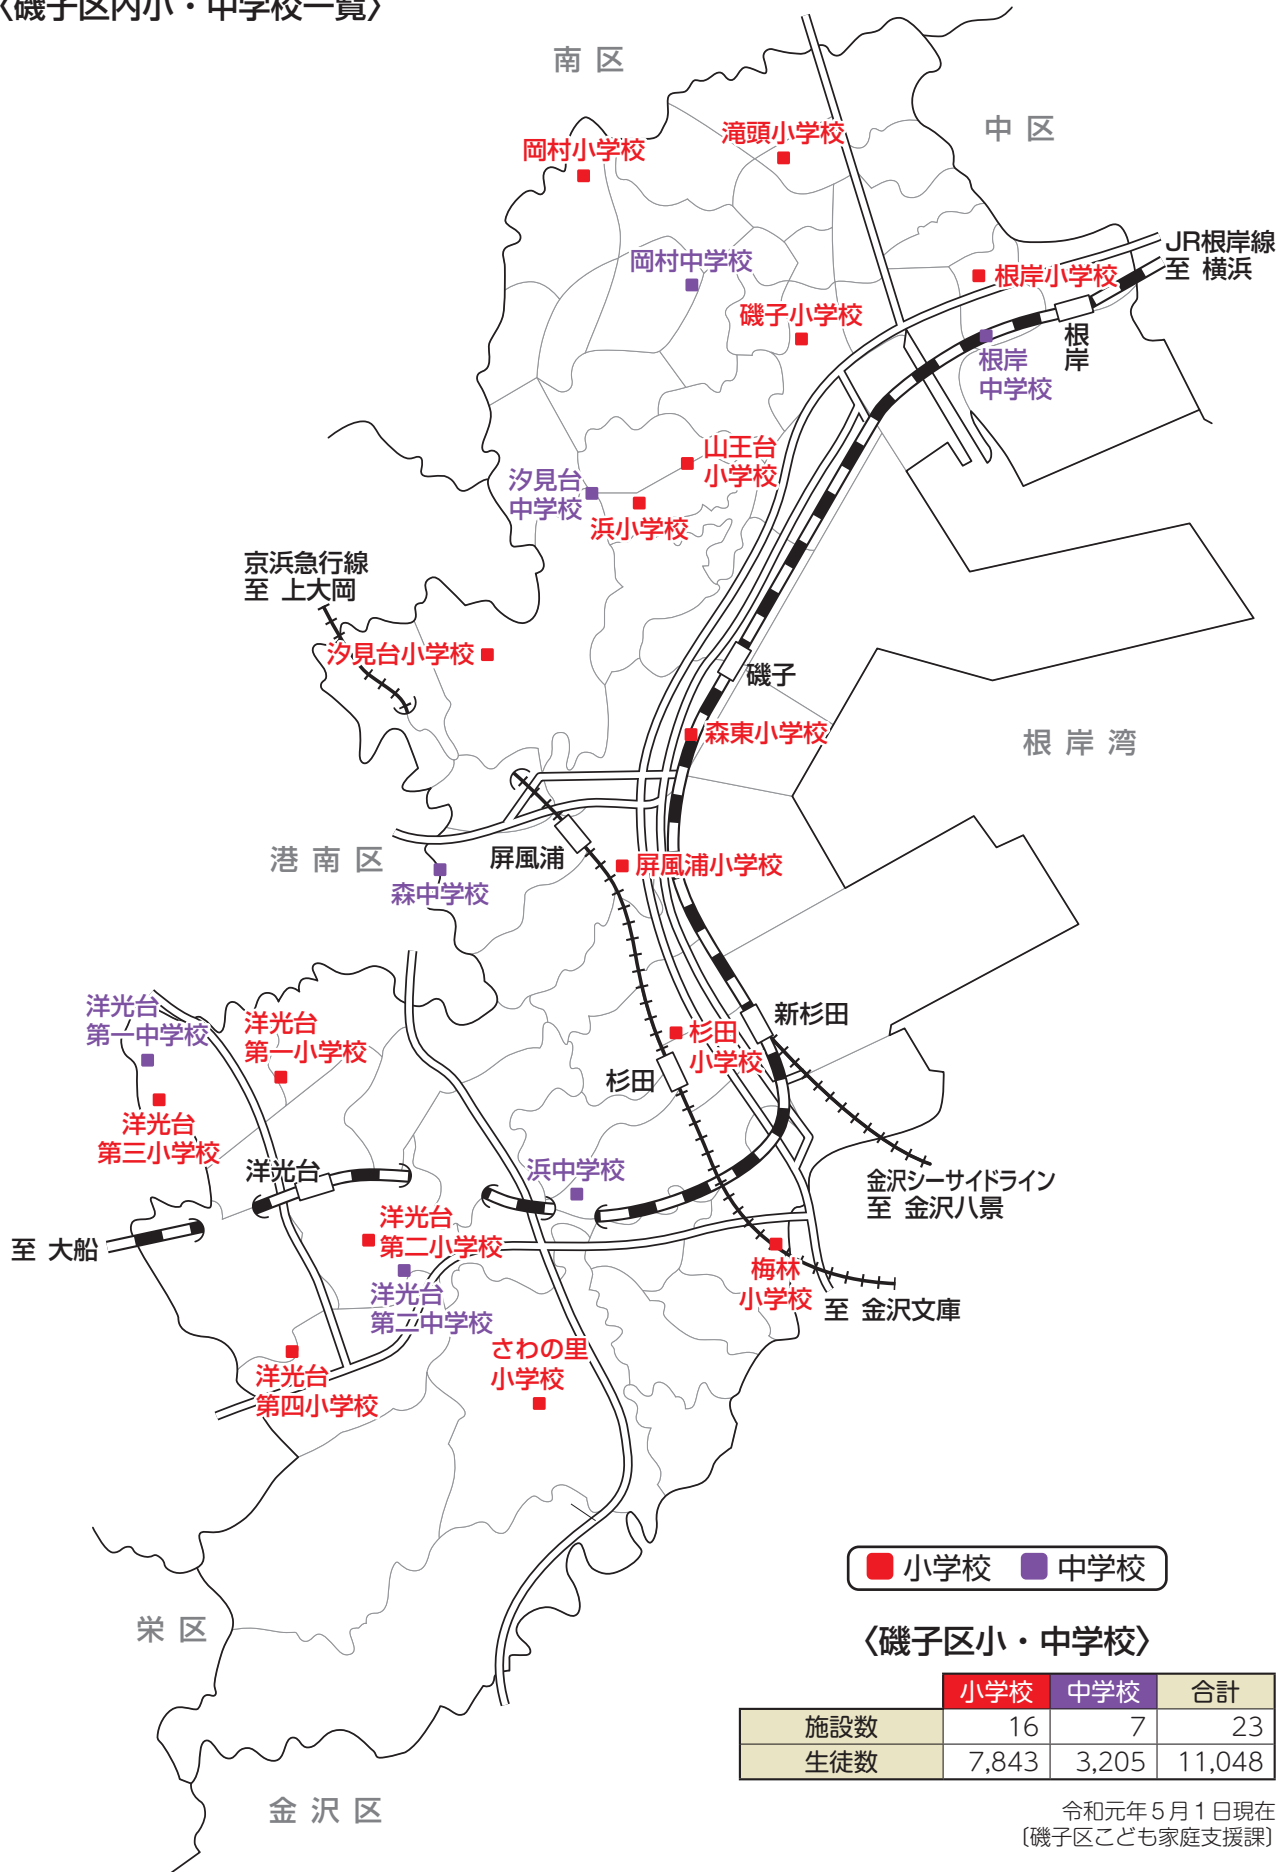 〈磯子区内小・中学校一覧〉
南区
中区
滝頭小学校
岡村小学校
JR根岸線
至 横浜
岡村中学校
根岸小学校
磯子小学校
根岸
根岸
中学校
山王台
小学校
汐見台
中学校
浜小学校
京浜急行線
至 上大岡
汐見台小学校
磯子
森東小学校
根岸湾
港南区
屏風浦
屏風浦小学校
森中学校
洋光台
第一中学校
洋光台
第一小学校
新杉田
杉田
小学校
杉田
洋光台
第三小学校
洋光台
浜中学校
金沢シーサイドライン
至 金沢八景
至 大船
洋光台
第二小学校
梅林
小学校
洋光台
第二中学校
至 金沢文庫
さわの里
小学校
洋光台
第四小学校
小学校 中学校
栄区
〈磯子区小・中学校〉
小学校 中学校 合計
施設数 16 7 23
生徒数 7,843 3,205 11,048
金沢区
令和元年5月1日現在
〔磯子区こども家庭支援課〕